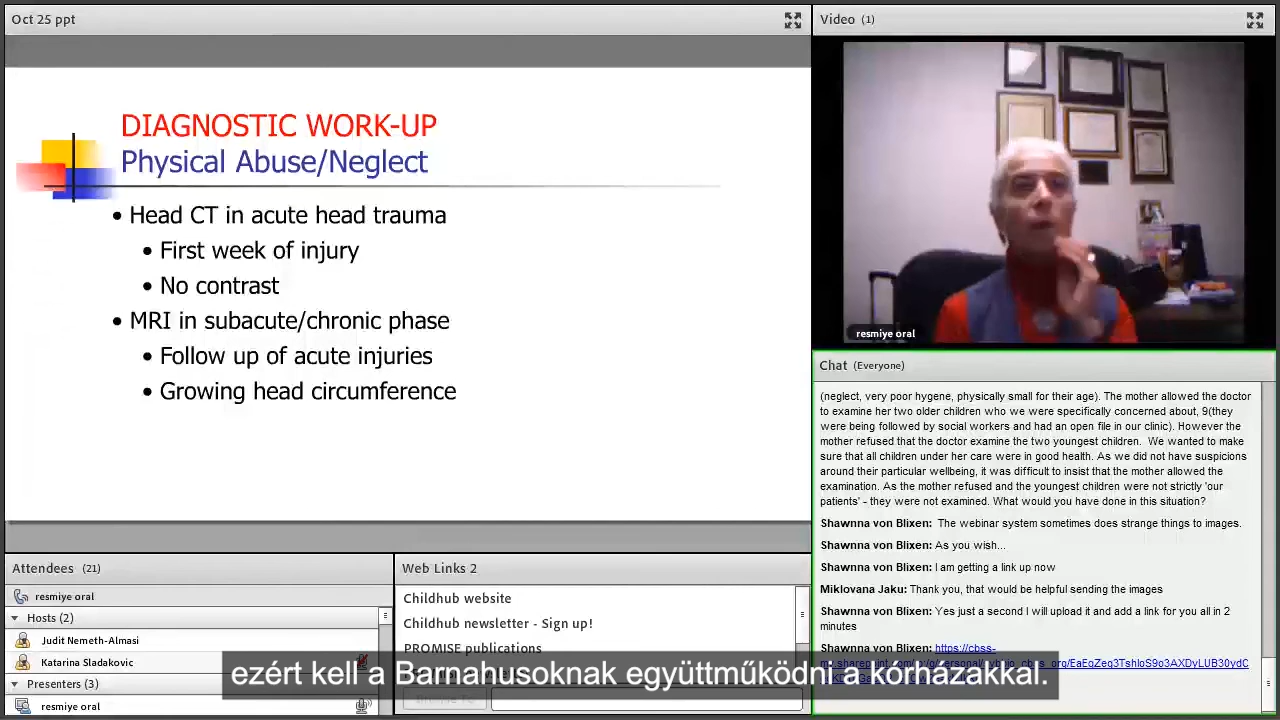 Oct 25 ppt
DIAGNOSTIC WORK-UP
Physical Abuse/Neglect
• Head CT in acute head trauma
• First week of injury
• No contrast
• MRI in subacute/chronic phase
• Follow up of acute injuries
• Growing head circumference
Video (1)
resmiye oral
Chat (Everyone)
(neglect, very poor hygene, physically small for their age). The mother allowed the doctor
to examine her two older children who we were specifically concerned about, 9(they
were being followed by social workers and had an open file in our clinic). However the
mother refused that the doctor examine the two youngest children. We wanted to make
sure that all children under her care were in good health. As we did not have suspicions
around their particular wellbeing, it was difficult to insist that the mother allowed the
examination. As the mother refused and the youngest children were not strictly 'our
patients' - they were not examined. What would you have done in this situation?
Shawnna von Blixen: The webinar system sometimes does strange things to images.
Shawnna von Blixen: As you wish...
Shawnna von Blixen: I am getting a link up now
Miklovana Jaku: Thank you, that would be helpful sending the images
Shawnna von Blixen: Yes just a second I will upload it and add a link for you all in 2
minutes
Shawnna von Blixen: https://cbss-
Attendees (21)
resmiye oral
Hosts (2)
Judit Nemeth-Almasi
Katarina Sladakovic
Presenters (3)
resmiye oral
Web Links 2
Childhub website
Childhub newsletter - Sign up!
PROMISE publications
Browse To
ezért kell a Barnahusoknak együttműködni a kórházakkal.